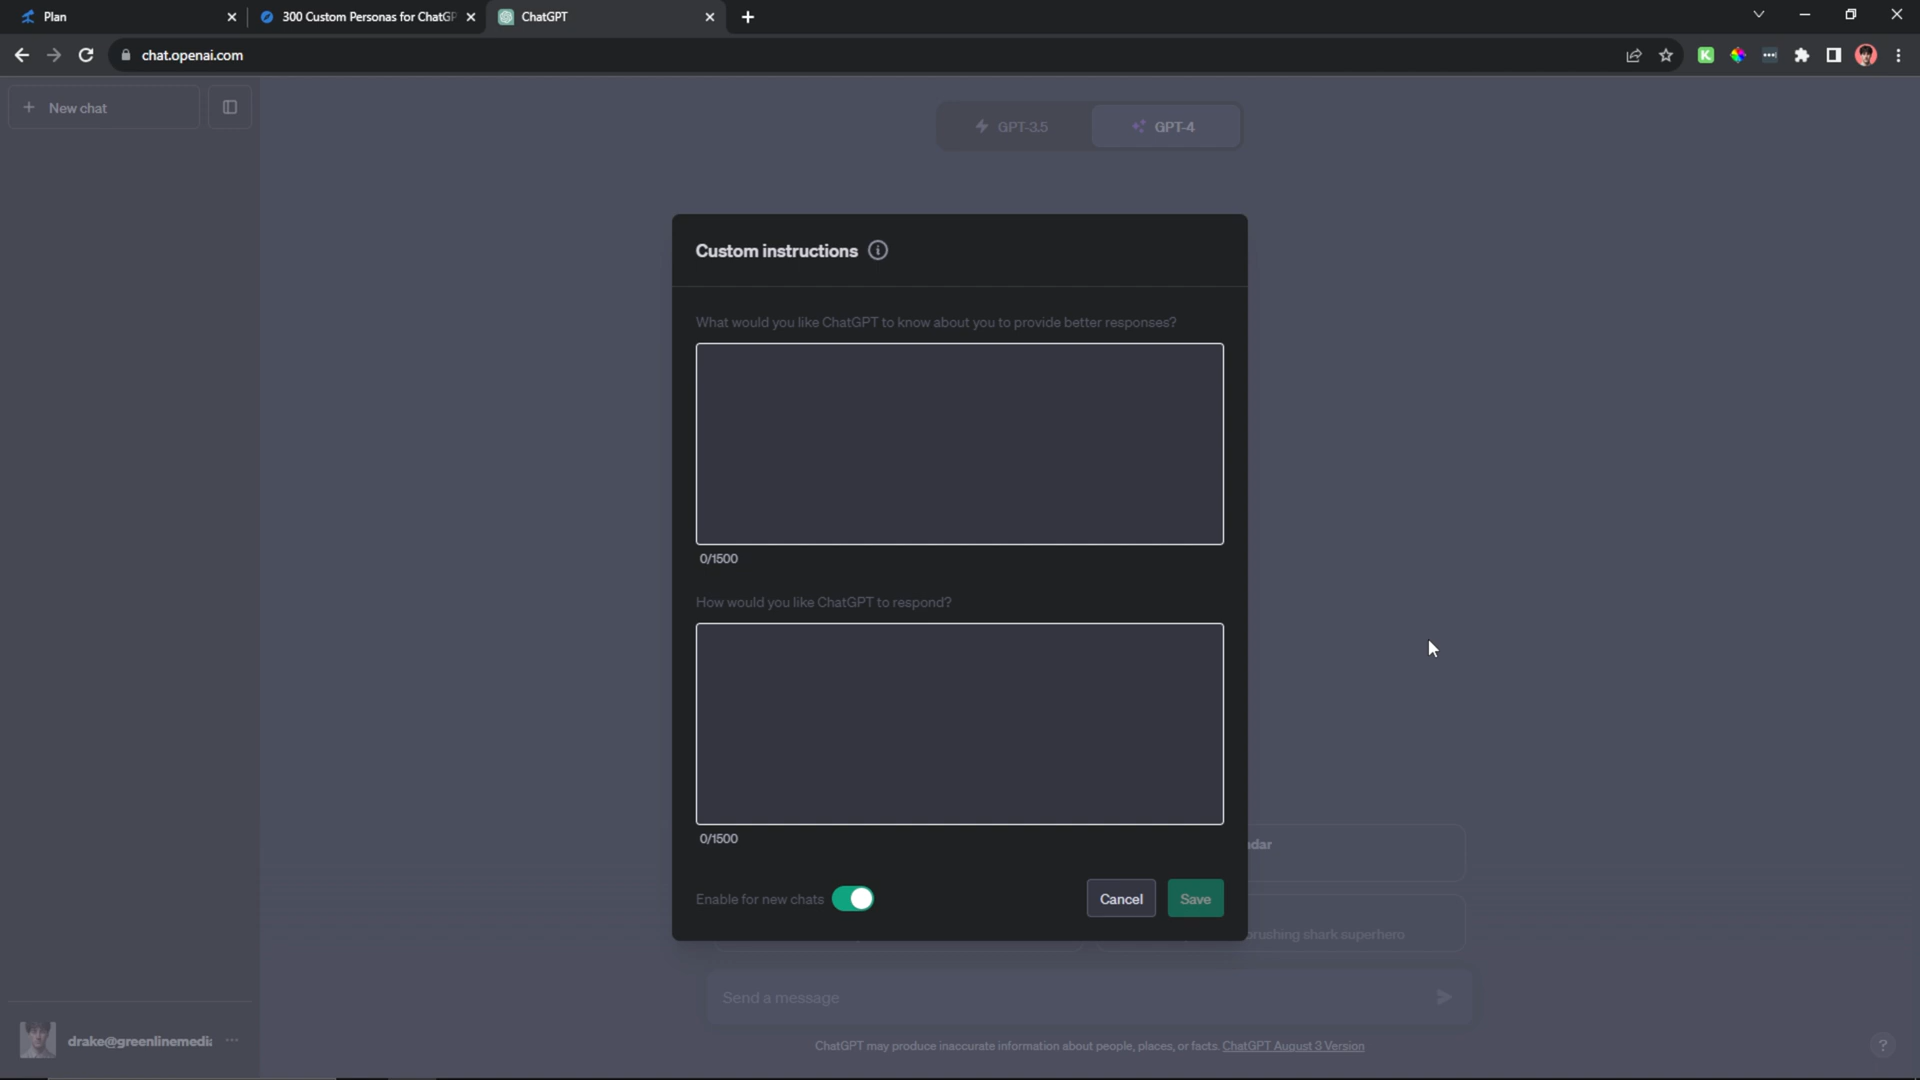 Plan
300 Custom Personas for ChatGP
ChatGPT
chat.openai.com
New chat
GPT-3.5
GPT-4
Custom instructions
What would you like ChatGPT to know about you to provide better responses?
0/1500
How would you like ChatGPT to respond?
0/1500
dar
Enable for new chats
Cancel
Save
brushing shark superhero
Send a message
drake@greenlinemedi
ChatGPT may produce inaccurate information about people, places, or facts. ChatGPT August 3 Version
?